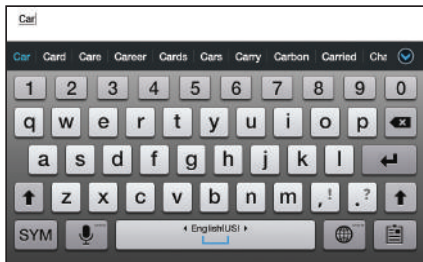 Car
Car Card Care Career Cards Cars Carry Carbon Carried Cha
1 2 3 4 5 6 7 8 9 0
q w e r t y u i o p
a s d f g h j k l
z x c v b n m , ! . ?
SYM English(US)